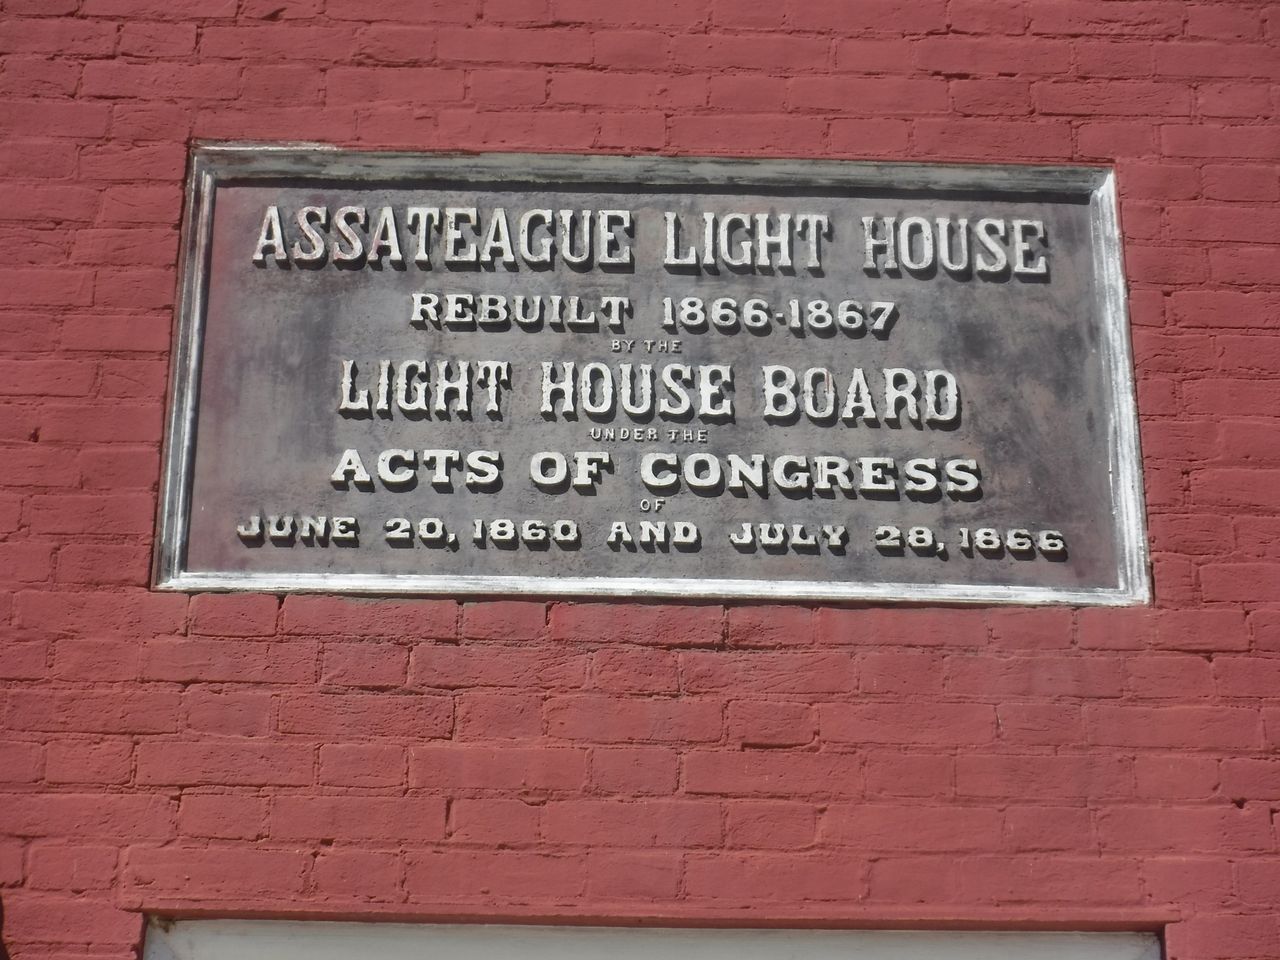 ASSATEAGUE LIGHT HOUSE
REBUILT 1866-1867
BY THE
LIGHT HOUSE BOARD
UNDER THE
ACTS OF CONGRESS
OF
JUNE 20, 1860 AND JULY 28, 1866